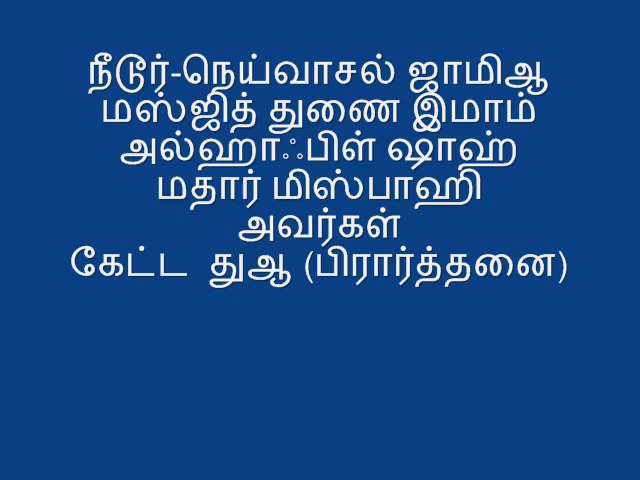 நீடூர்-நெய்வாசல் ஜாமிஆ
மஸ்ஜித் துணை இமாம்
அல்ஹாஃபிள் ஷாஹ்
மதார் மிஸ்பாஹி
அவர்கள்
கேட்ட துஆ (பிரார்த்தனை)